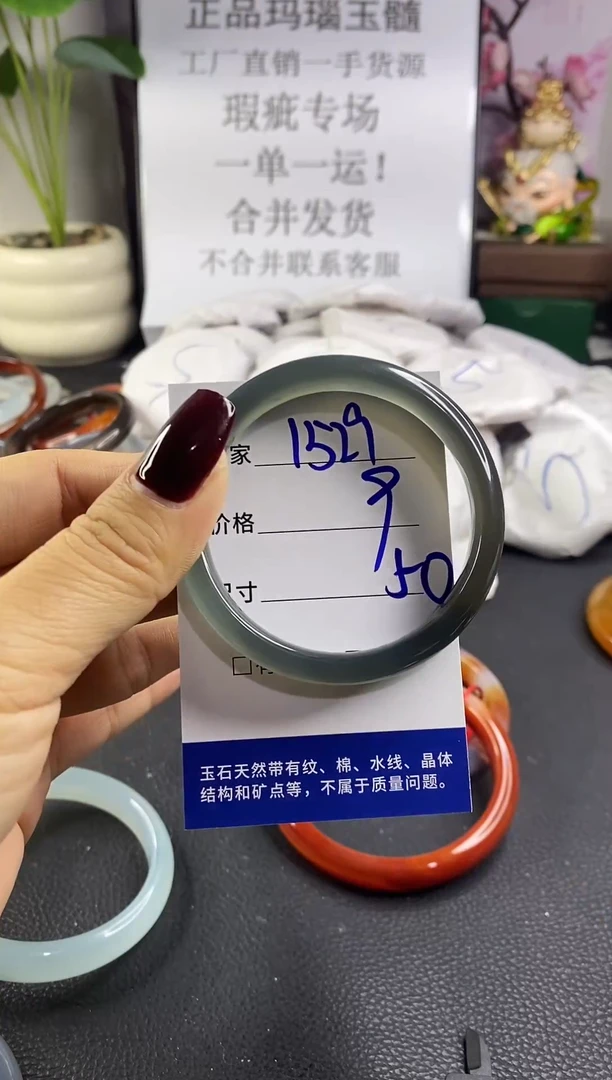 正品玛瑙玉髓
工厂直销一手货源
瑕疵专场
一单一运！
合并发货
不合并联系客服
家 1529
价格 9
寸 50
玉石天然带有纹、棉、水线、晶体
结构和矿点等，不属于质量问题。